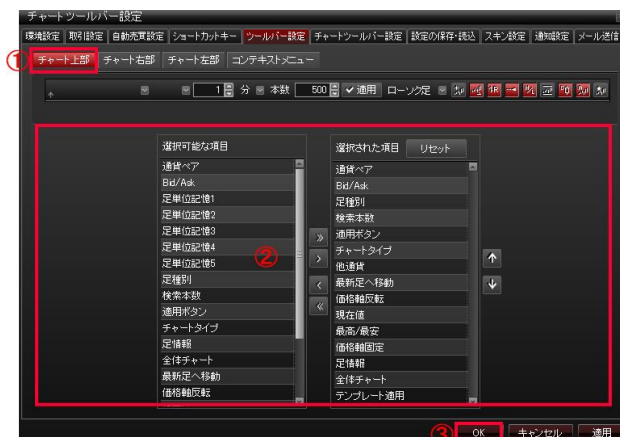 チャートツールバー設定
環境設定 取引設定 自動売買設定 ショートカットキー ツールバー設定 チャートツールバー設定 設定の保存・読込 スキン設定 通知設定 メール送信
① チャート上部 チャート右部 チャート左部 コンテキストメニュー
1 分 本数 500 適用 ローソク足
選択可能な項目
通貨ペア
Bid/Ask
足単位記憶1
足単位記憶2
足単位記憶3
足単位記憶4
足単位記憶5
足種別
検索本数
適用ボタン
チャートタイプ
足情報
全体チャート
最新足へ移動
価格軸反転
②
選択された項目 リセット
通貨ペア
Bid/Ask
足種別
検索本数
適用ボタン
チャートタイプ
他通貨
最新足へ移動
価格軸反転
現在値
最高/最安
価格軸固定
足情報
全体チャート
テンプレート適用
③ OK キャンセル 適用